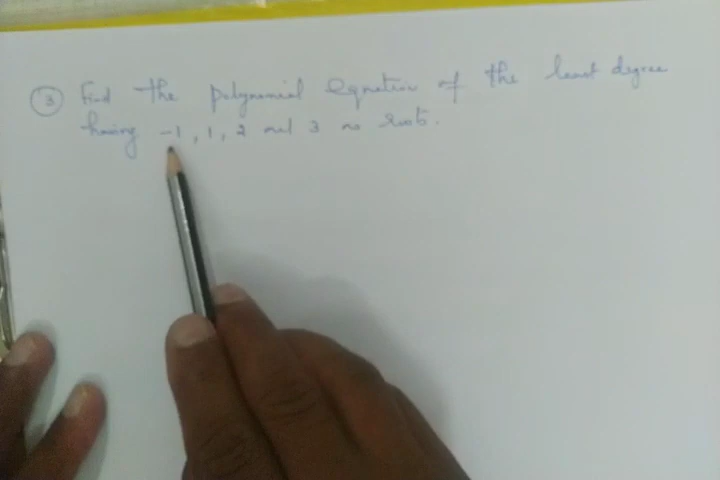 ③ Find the polynomial equation of the least degree
having -1, 1, 2 and 3 as roots.